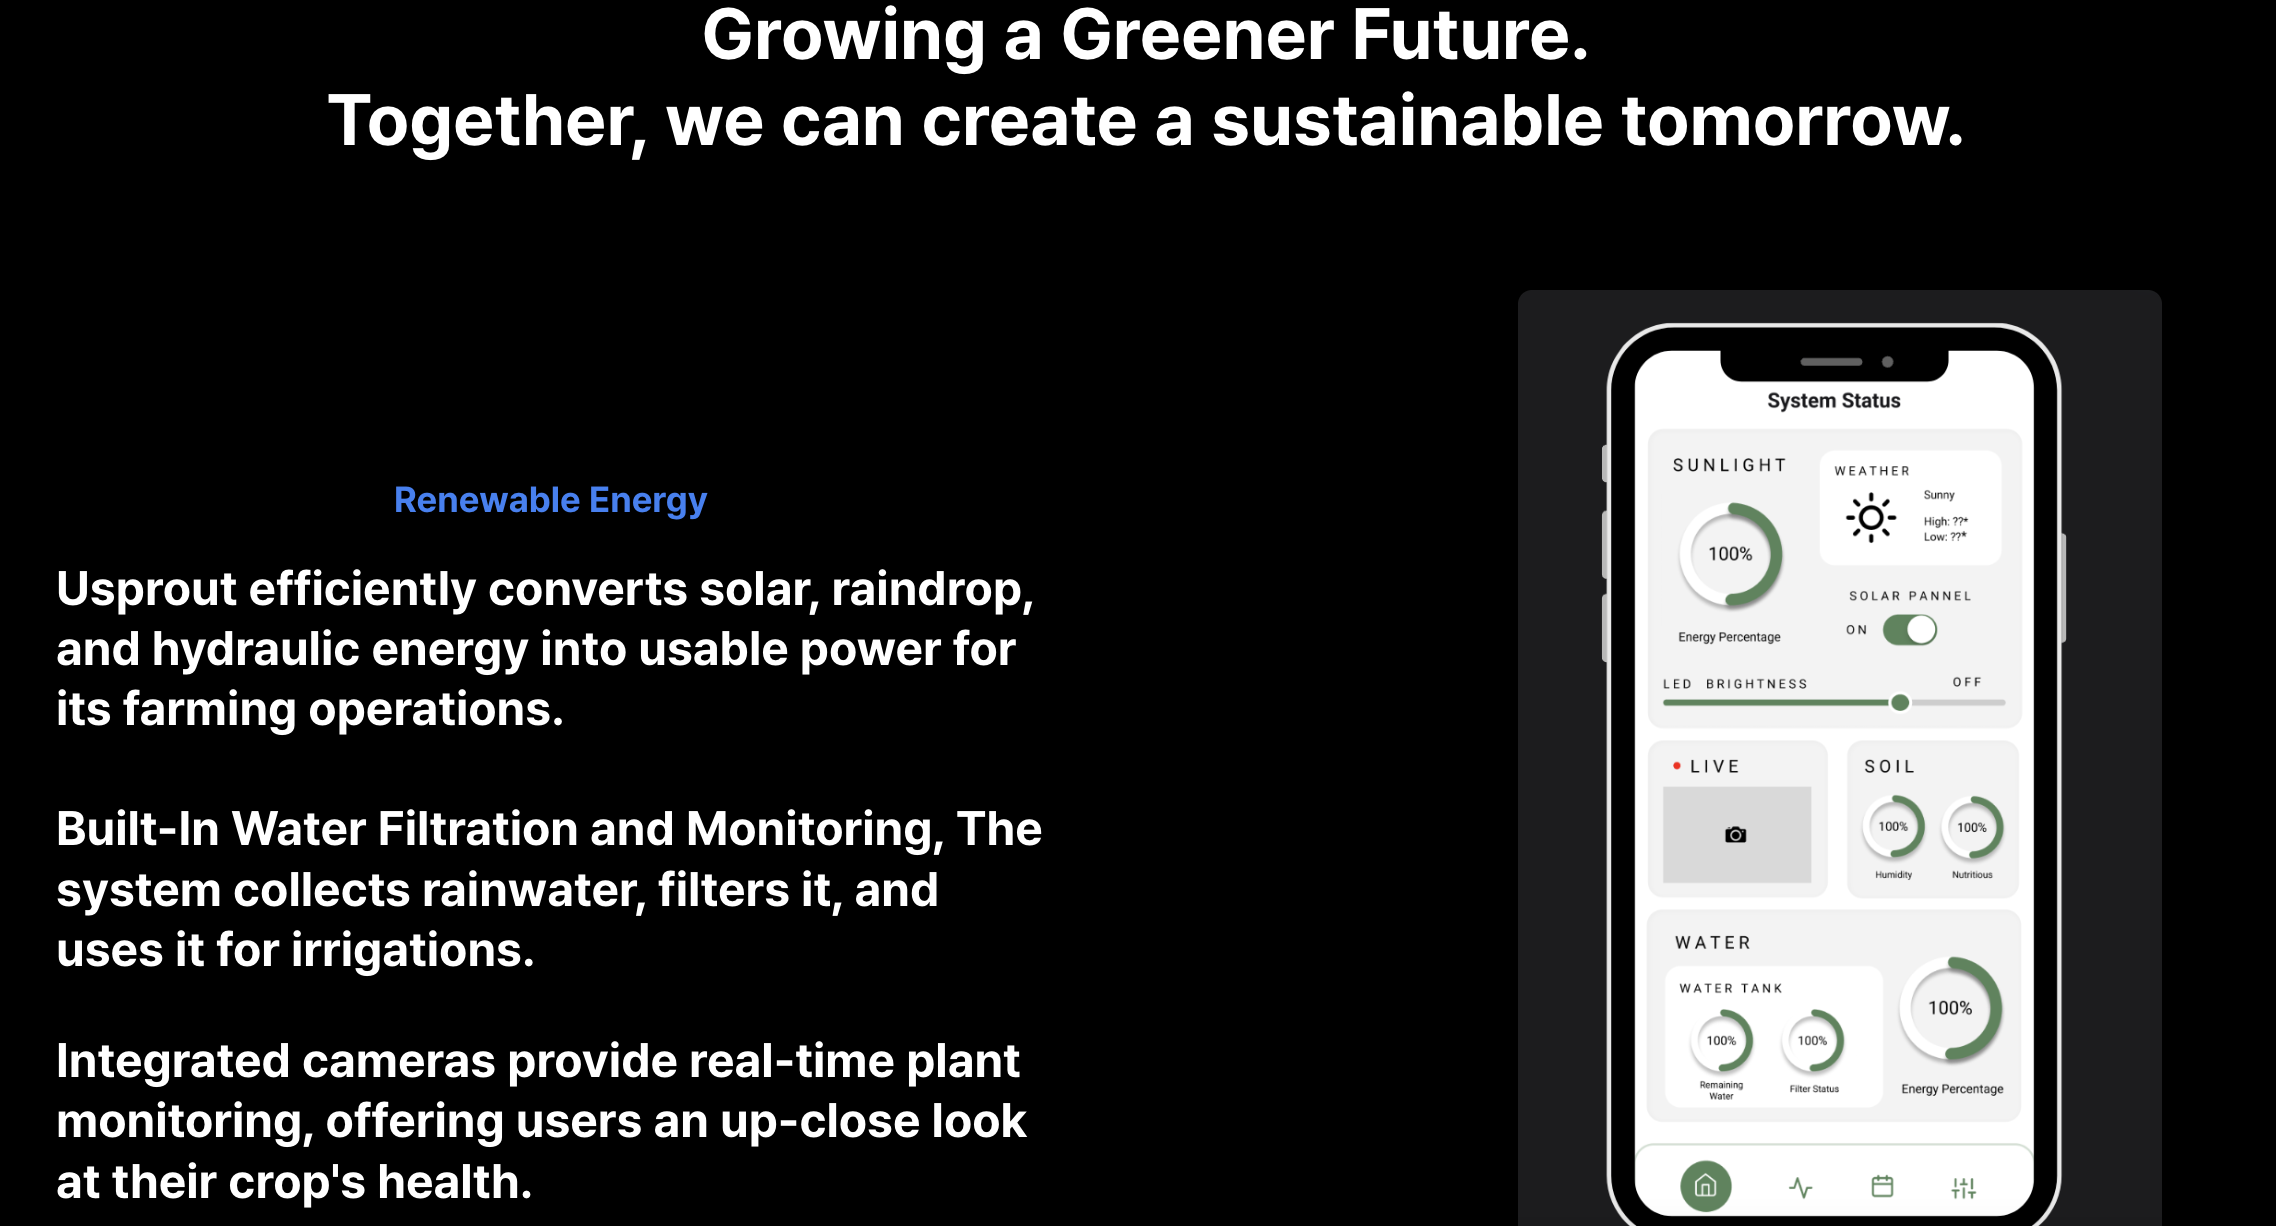 Growing a Greener Future.
Together, we can create a sustainable tomorrow.
Renewable Energy
Usprout efficiently converts solar, raindrop,
and hydraulic energy into usable power for
its farming operations.
Built-In Water Filtration and Monitoring, The
system collects rainwater, filters it, and
uses it for irrigations.
Integrated cameras provide real-time plant
monitoring, offering users an up-close look
at their crop's health.
System Status
SUNLIGHT
100%
Energy Percentage
WEATHER
Sunny
High: ??*
Low: ??*
SOLAR PANNEL
ON
LED BRIGHTNESS
OFF
LIVE
SOIL
100%
Humidity
100%
Nutritious
WATER
WATER TANK
100%
Remaining
Water
100%
Filter Status
100%
Energy Percentage